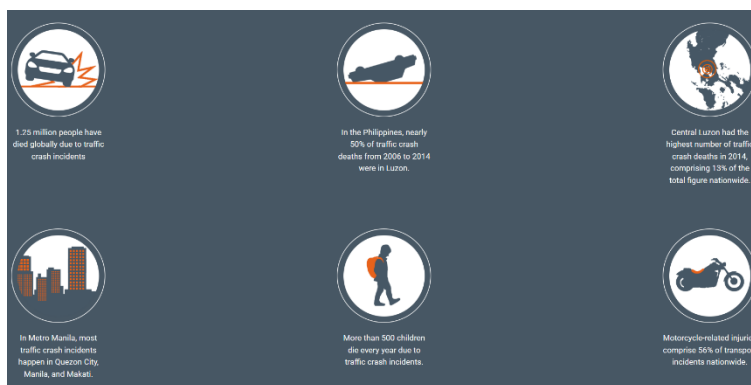 1.25 million people have
died globally due to traffic
crash incidents
In the Philippines, nearly
50% of traffic crash
deaths from 2006 to 2014
were in Luzon.
Central Luzon had the
highest number of traffic
crash deaths in 2014,
comprising 13% of the
total figure nationwide.
In Metro Manila, most
traffic crash incidents
happen in Quezon City,
Manila, and Makati.
More than 500 children
die every year due to
traffic crash incidents.
Motorcycle-related injuri
comprise 56% of transpo
incidents nationwide.